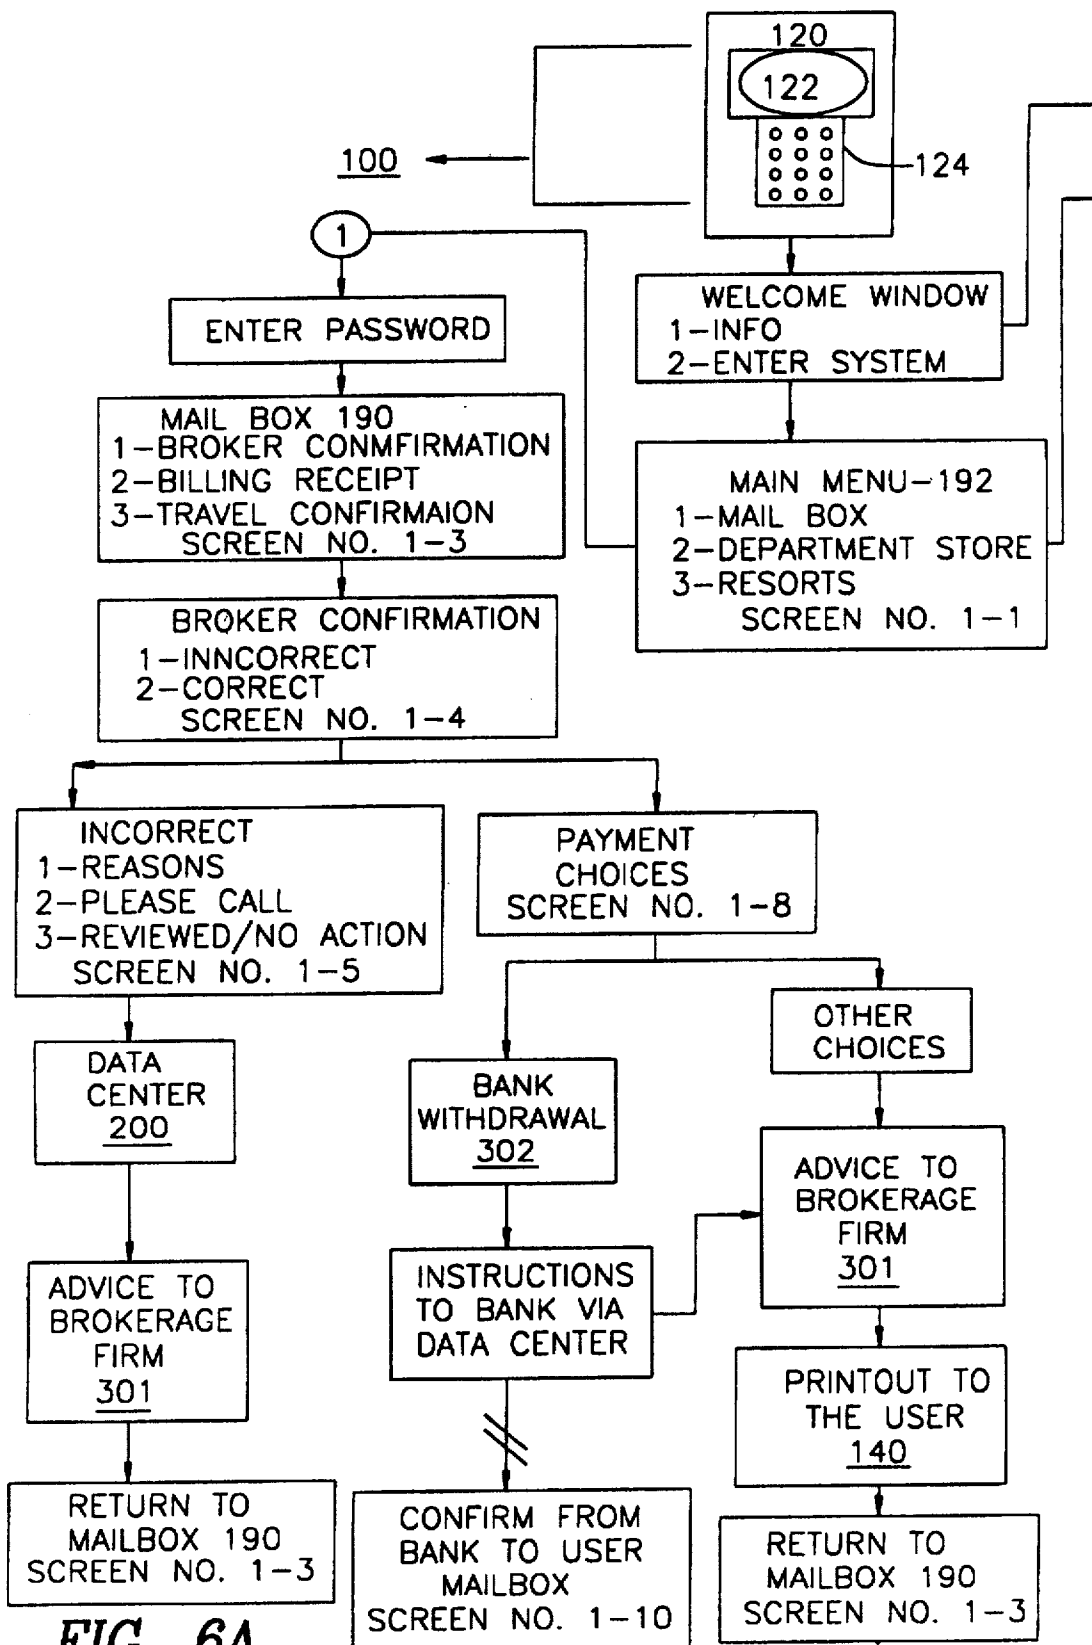 120
122
124
100
1
WELCOME WINDOW
1-INFO
2-ENTER SYSTEM
ENTER PASSWORD
MAIL BOX 190
1-BROKER CONMFIRMATION
2-BILLING RECEIPT
3-TRAVEL CONFIRMAION
SCREEN NO. 1-3
MAIN MENU-192
1-MAIL BOX
2-DEPARTMENT STORE
3-RESORTS
SCREEN NO. 1-1
BROKER CONFIRMATION
1-INNCORRECT
2-CORRECT
SCREEN NO. 1-4
INCORRECT
1-REASONS
2-PLEASE CALL
3-REVIEWED/NO ACTION
SCREEN NO. 1-5
PAYMENT
CHOICES
SCREEN NO. 1-8
OTHER
CHOICES
DATA
CENTER
200
BANK
WITHDRAWAL
302
ADVICE TO
BROKERAGE
FIRM
301
ADVICE TO
BROKERAGE
FIRM
301
INSTRUCTIONS
TO BANK VIA
DATA CENTER
PRINTOUT TO
THE USER
140
RETURN TO
MAILBOX 190
SCREEN NO. 1-3
CONFIRM FROM
BANK TO USER
MAILBOX
SCREEN NO. 1-10
RETURN TO
MAILBOX 190
SCREEN NO. 1-3
FIG. 6A